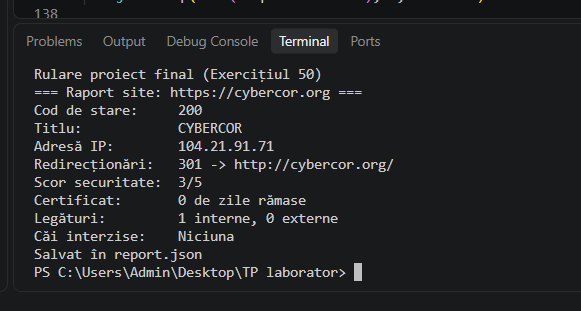 138
Problems Output Debug Console Terminal Ports
Rulare proiect final (Exercițiul 50)
=== Raport site: https://cybercor.org ===
Cod de stare: 200
Titlu: CYBERCOR
Adresă IP: 104.21.91.71
Redirecționări: 301 -> http://cybercor.org/
Scor securitate: 3/5
Certificat: 0 de zile rămase
Legături: 1 interne, 0 externe
Căi interzise: Niciuna
Salvat în report.json
PS C:\Users\Admin\Desktop\TP laborator>